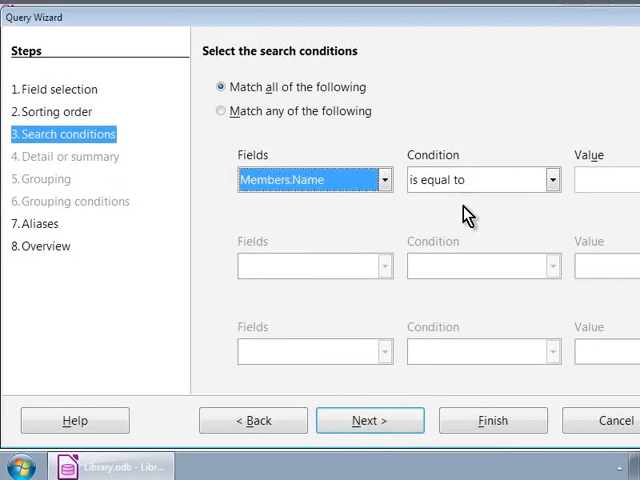 Query Wizard
Steps
1.Field selection
2.Sorting order
3.Search conditions
4.Detail or summary
5.Grouping
6.Grouping conditions
7.Aliases
8.Overview
Select the search conditions
Match all of the following
Match any of the following
Fields Condition Value
Members.Name is equal to
Fields Condition Value
Fields Condition Value
Help < Back Next > Finish Cancel
Library.odb - Libr...